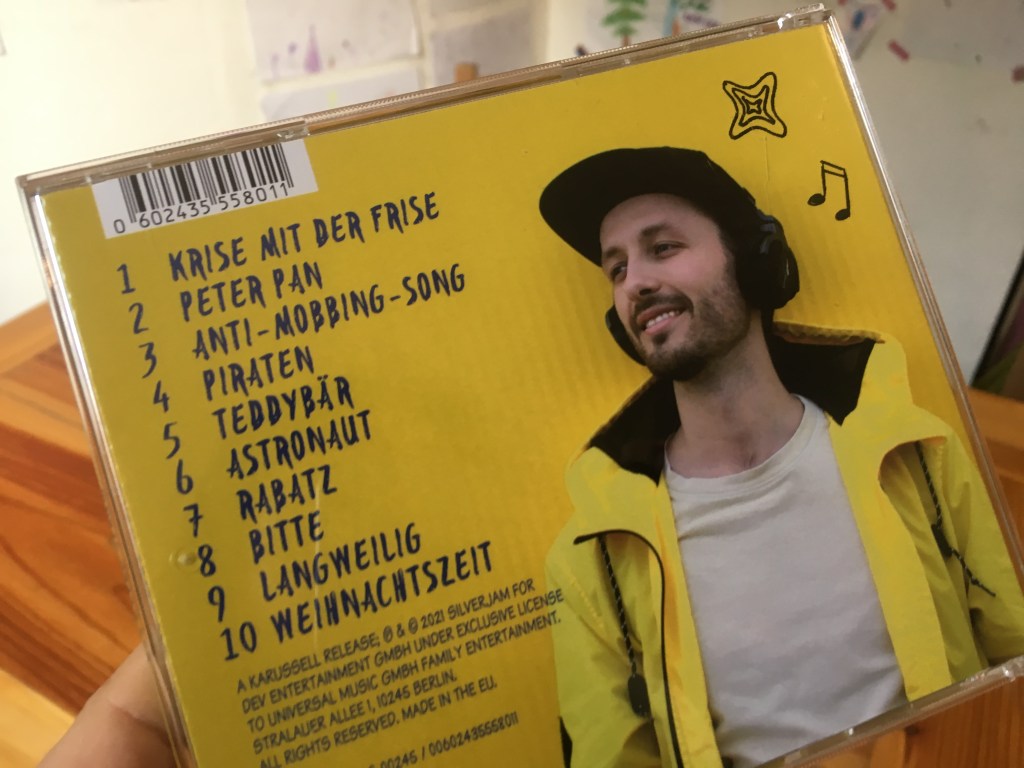 0 602435 558011
1 KRISE MIT DER FRISE
2 PETER PAN
3 ANTI-MOBBING-SONG
4 PIRATEN
5 TEDDYBÄR
6 ASTRONAUT
7 RABATZ
8 BITTE
9 LANGWEILIG
10 WEIHNACHTSZEIT
A KARUSSELL RELEASE; ℗ & © 2021 SILVERJAM FOR
DEV ENTERTAINMENT GMBH UNDER EXCLUSIVE LICENSE
TO UNIVERSAL MUSIC GMBH FAMILY ENTERTAINMENT,
STRALAUER ALLEE 1, 10245 BERLIN.
ALL RIGHTS RESERVED. MADE IN THE EU.
00245 / 00602435558011